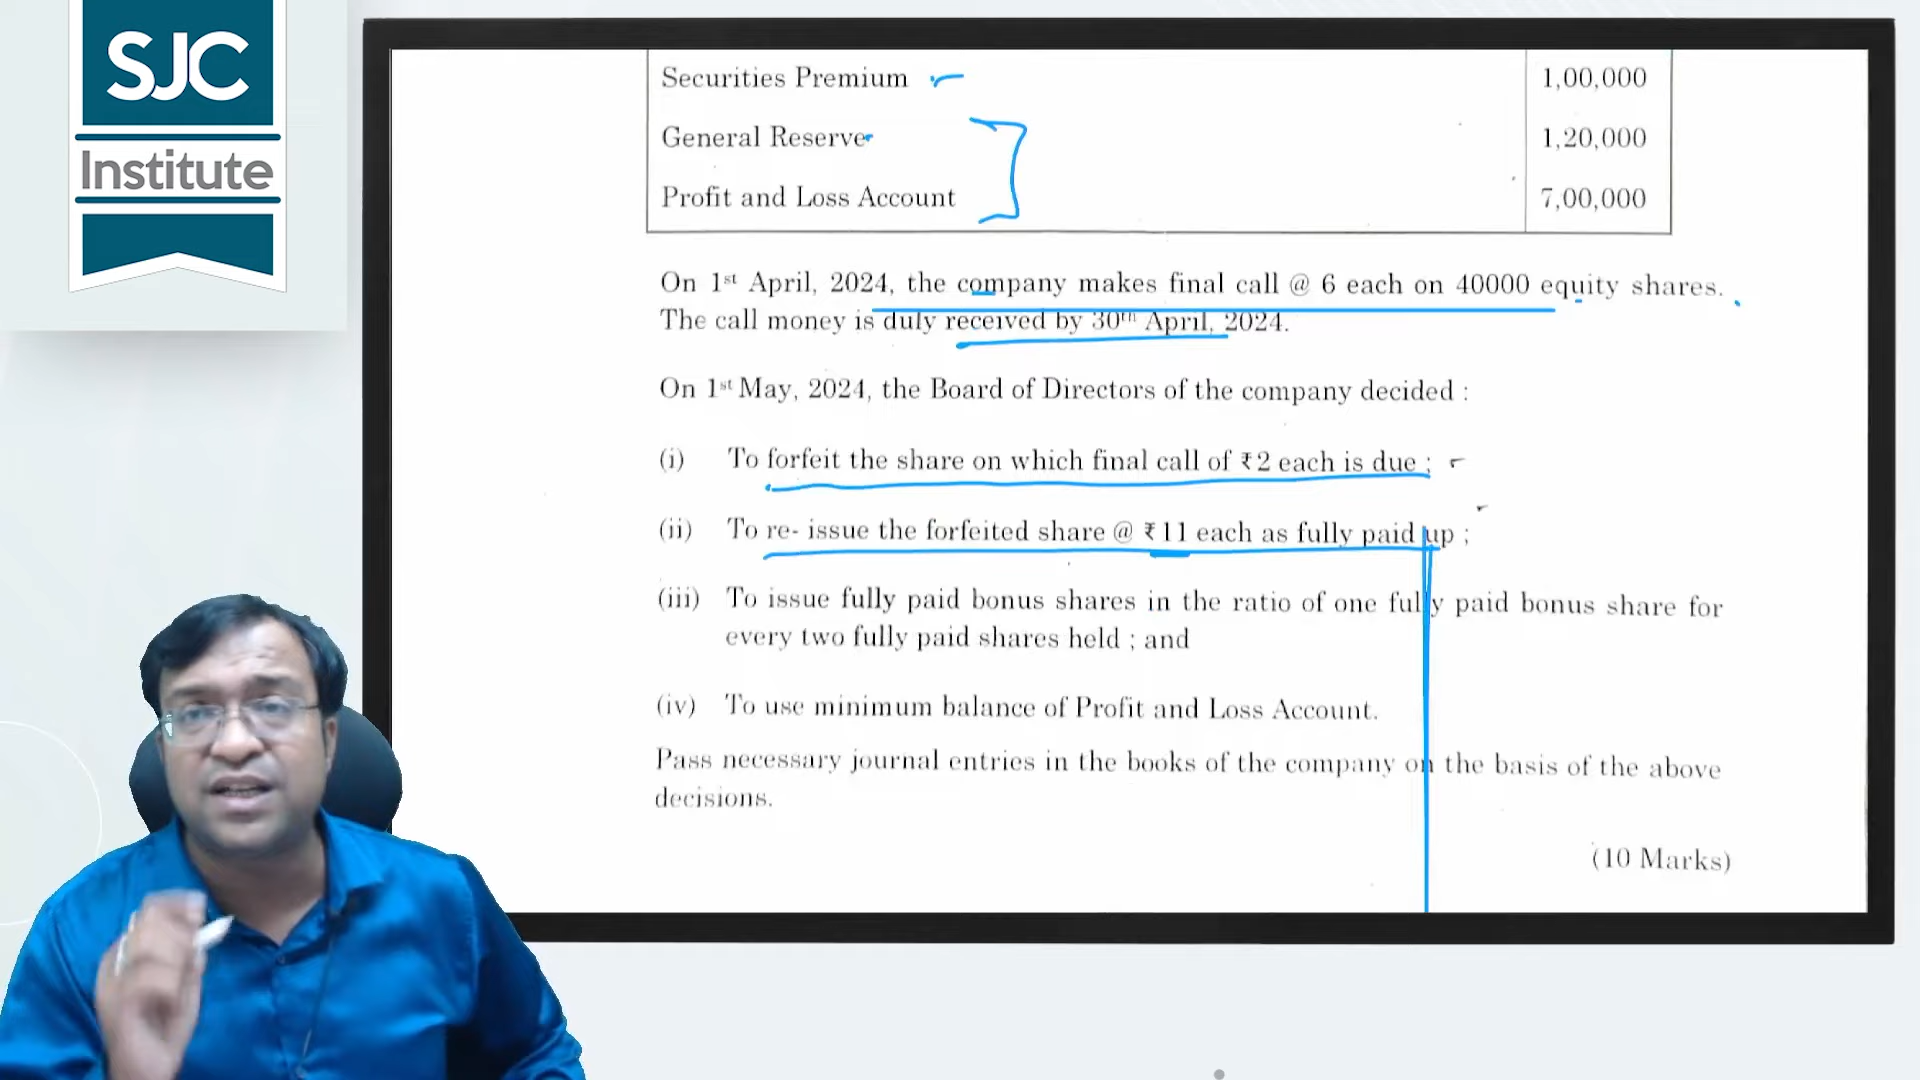 SJC
Institute
Securities Premium 1,00,000
General Reserve 1,20,000
Profit and Loss Account 7,00,000
On 1st April, 2024, the company makes final call @ 6 each on 40000 equity shares.
The call money is duly received by 30th April, 2024.
On 1st May, 2024, the Board of Directors of the company decided :
(i) To forfeit the share on which final call of ₹2 each is due ;
(ii) To re- issue the forfeited share @ ₹11 each as fully paid up ;
(iii) To issue fully paid bonus shares in the ratio of one fully paid bonus share for
every two fully paid shares held ; and
(iv) To use minimum balance of Profit and Loss Account.
Pass necessary journal entries in the books of the company on the basis of the above
decisions.
(10 Marks)